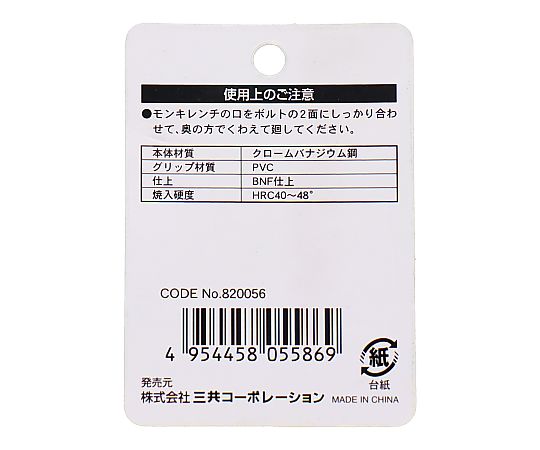 使用上のご注意
●モンキレンチの口をボルトの2面にしっかり合わ
せて、奥の方でくわえて廻してください。
本体材質 クロームバナジウム鋼
グリップ材質 PVC
仕上 BNF仕上
焼入硬度 HRC40〜48°
CODE No.820056
4 954458 055869
紙
台紙
発売元
株式会社 三共コーポレーション MADE IN CHINA